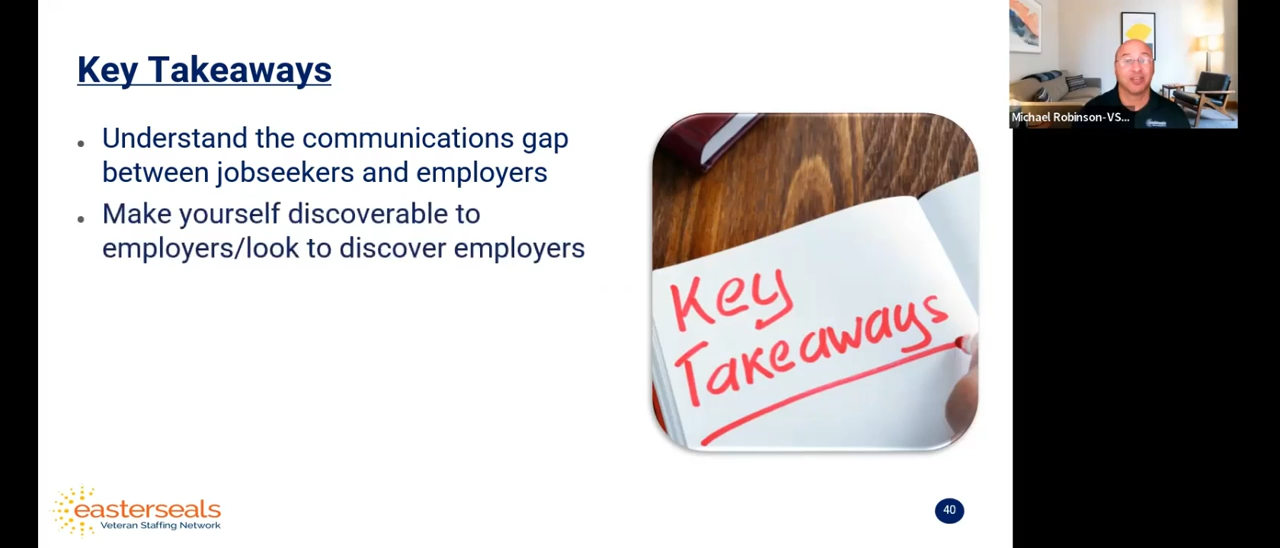 Key Takeaways
• Understand the communications gap
between jobseekers and employers
• Make yourself discoverable to
employers/look to discover employers
Key
Takeaways
easterseals
Veteran Staffing Network
40
Michael Robinson-VS...
easterseals